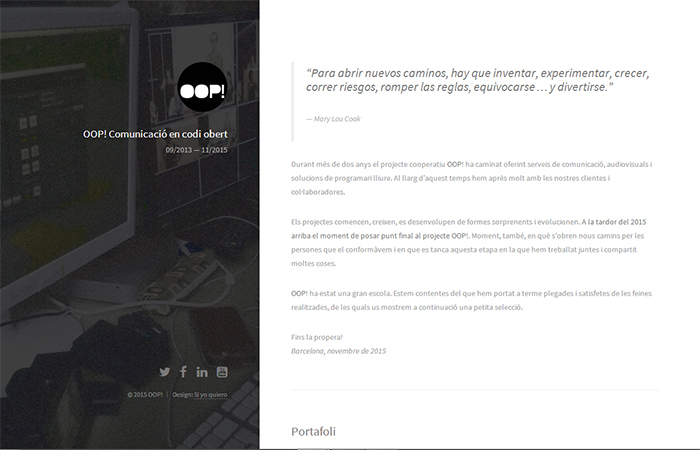 OOP!
OOP! Comunicació en codi obert
09/2013 — 11/2015
© 2015 OOP! | Design: Si yo quiero
“Para abrir nuevos caminos, hay que inventar, experimentar, crecer,
correr riesgos, romper las reglas, equivocarse … y divertirse.”
— Mary Lou Cook
Durant més de dos anys el projecte cooperatiu OOP! ha caminat oferint serveis de comunicació, audiovisuals i
solucions de programari lliure. Al llarg d'aquest temps hem après molt amb les nostres clientes i
col·laboradores.
Els projectes comencen, creixen, es desenvolupen de formes sorprenents i evolucionen. A la tardor del 2015
arriba el moment de posar punt final al projecte OOP!. Moment, també, en què s'obren nous camins per les
persones que el conformàvem i en que es tanca aquesta etapa en la que hem treballat juntes i compartit
moltes coses.
OOP! ha estat una gran escola. Estem contentes del que hem portat a terme plegades i satisfetes de les feines
realitzades, de les quals us mostrem a continuació una petita selecció.
Fins la propera!
Barcelona, novembre de 2015
Portafoli